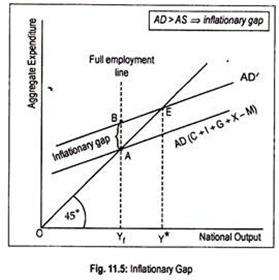 AD > AS ⇒ inflationary gap
Aggregate Expenditure
Full employment
line
AD'
B
E
Inflationary gap
A
AD (C + I + G + X – M)
45°
O
Yf
Y*
National Output
Fig. 11.5: Inflationary Gap